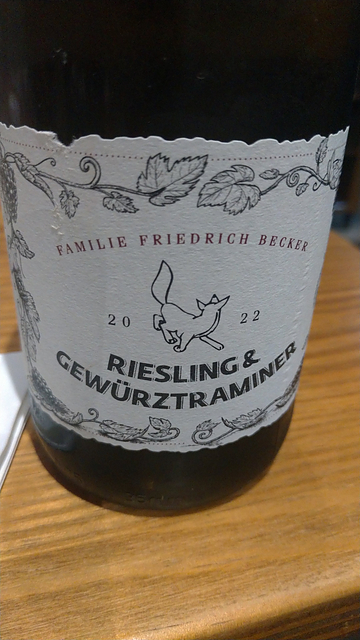 FAMILIE FRIEDRICH BECKER
20 22
RIESLING &
GEWÜRZTRAMINER